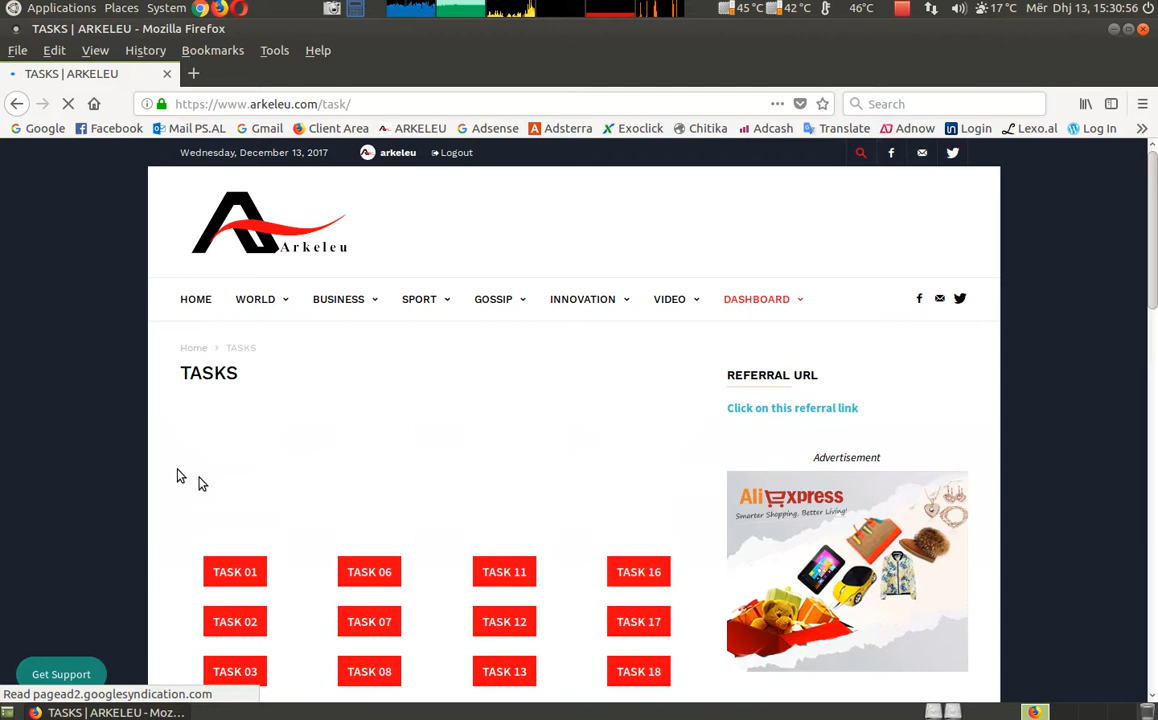 Applications Places System 45 °C 42 °C 46°C 17 °C Mër Dhj 13, 15:30:56
TASKS | ARKELEU - Mozilla Firefox
File Edit View History Bookmarks Tools Help
TASKS | ARKELEU
https://www.arkeleu.com/task/ Search
Google Facebook Mail PS.AL Gmail Client Area ARKELEU Adsense Adsterra Exoclick Chitika Adcash Translate Adnow Login Lexo.al Log In
Wednesday, December 13, 2017 arkeleu Logout
Arkeleu
HOME WORLD BUSINESS SPORT GOSSIP INNOVATION VIDEO DASHBOARD
Home > TASKS
TASKS
REFERRAL URL
Click on this referral link
Advertisement
AliExpress
Smarter Shopping, Better Living!
TASK 01 TASK 06 TASK 11 TASK 16
TASK 02 TASK 07 TASK 12 TASK 17
TASK 03 TASK 08 TASK 13 TASK 18
Get Support
Read pagead2.googlesyndication.com
TASKS | ARKELEU - Moz...